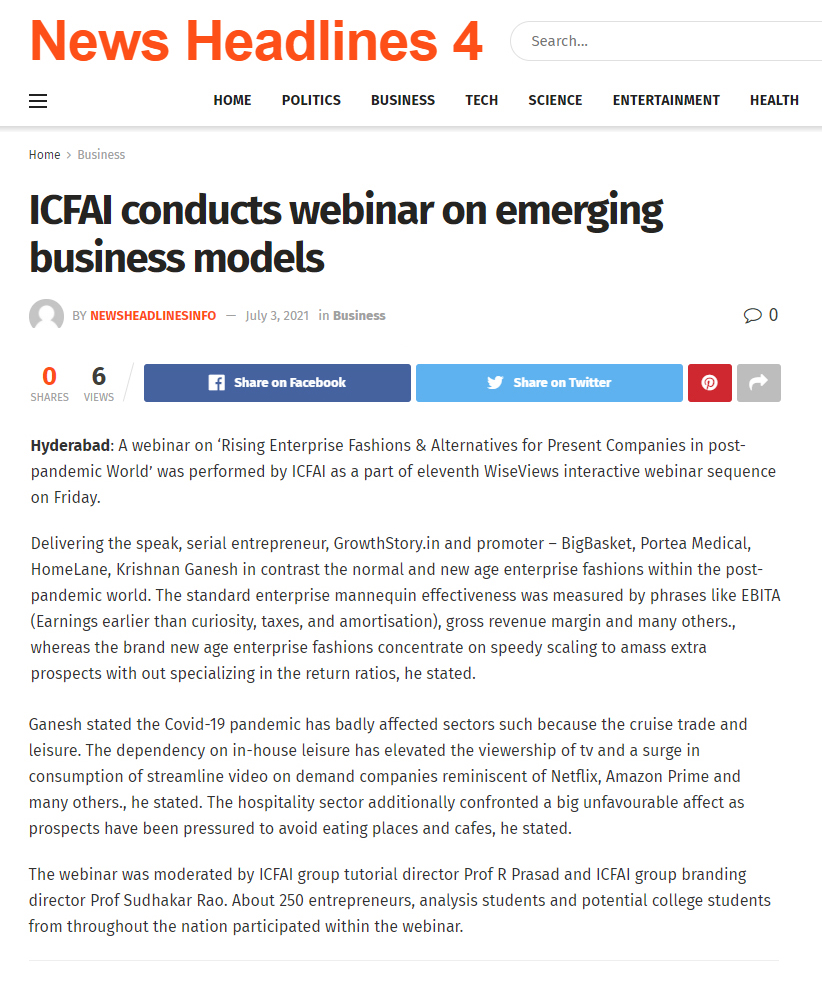 News Headlines 4
Search...
HOME POLITICS BUSINESS TECH SCIENCE ENTERTAINMENT HEALTH
Home > Business
ICFAI conducts webinar on emerging
business models
BY NEWSHEADLINESINFO — July 3, 2021 in Business
0
0 SHARES
6 VIEWS
Share on Facebook
Share on Twitter
Hyderabad: A webinar on ‘Rising Enterprise Fashions & Alternatives for Present Companies in post-
pandemic World’ was performed by ICFAI as a part of eleventh WiseViews interactive webinar sequence
on Friday.
Delivering the speak, serial entrepreneur, GrowthStory.in and promoter – BigBasket, Portea Medical,
HomeLane, Krishnan Ganesh in contrast the normal and new age enterprise fashions within the post-
pandemic world. The standard enterprise mannequin effectiveness was measured by phrases like EBITA
(Earnings earlier than curiosity, taxes, and amortisation), gross revenue margin and many others.,
whereas the brand new age enterprise fashions concentrate on speedy scaling to amass extra
prospects with out specializing in the return ratios, he stated.
Ganesh stated the Covid-19 pandemic has badly affected sectors such because the cruise trade and
leisure. The dependency on in-house leisure has elevated the viewership of tv and a surge in
consumption of streamline video on demand companies reminiscent of Netflix, Amazon Prime and
many others., he stated. The hospitality sector additionally confronted a big unfavourable affect as
prospects have been pressured to avoid eating places and cafes, he stated.
The webinar was moderated by ICFAI group tutorial director Prof R Prasad and ICFAI group branding
director Prof Sudhakar Rao. About 250 entrepreneurs, analysis students and potential college students
from throughout the nation participated within the webinar.